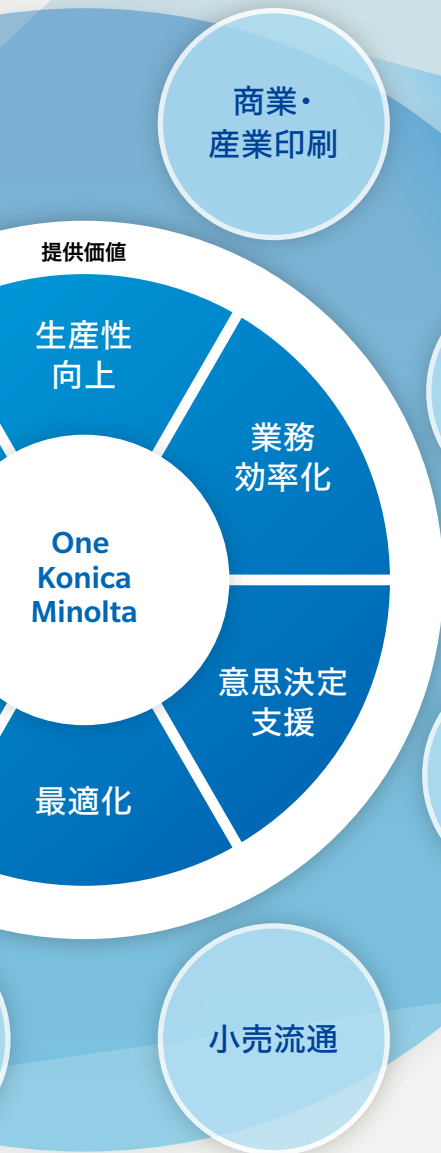 商業・
産業印刷
提供価値
生産性
向上
業務
効率化
One
Konica
Minolta
意思決定
支援
最適化
小売流通